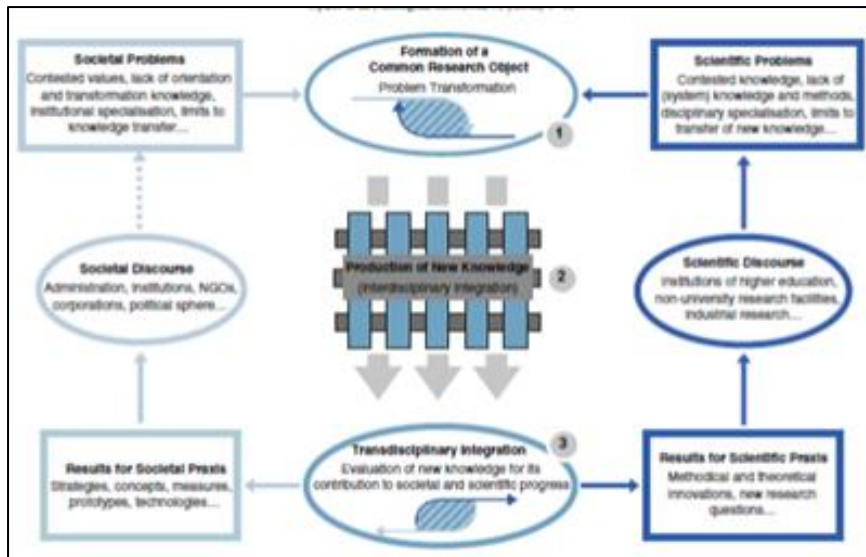 Societal Problems
Contested values, lack of orientation
and transformation knowledge,
institutional specialisation, limits to
knowledge transfer....
Formation of a
Common Research Object
Problem Transformation
1
Scientific Problems
Contested knowledge, lack of
(system) knowledge and methods,
disciplinary specialisation, limits to
transfer of new knowledge....
Societal Discourse
Administration, institutions, NGOs,
corporations, political sphere....
Production of New Knowledge
(Interdisciplinary Integration)
2
Scientific Discourse
Institutions of higher education,
non-university research facilities,
industrial research....
Results for Societal Praxis
Strategies, concepts, measures,
prototypes, technologies....
Transdisciplinary Integration
Evaluation of new knowledge for its
contribution to societal and scientific progress
3
Results for Scientific Praxis
Methodical and theoretical
innovations, new research
questions....